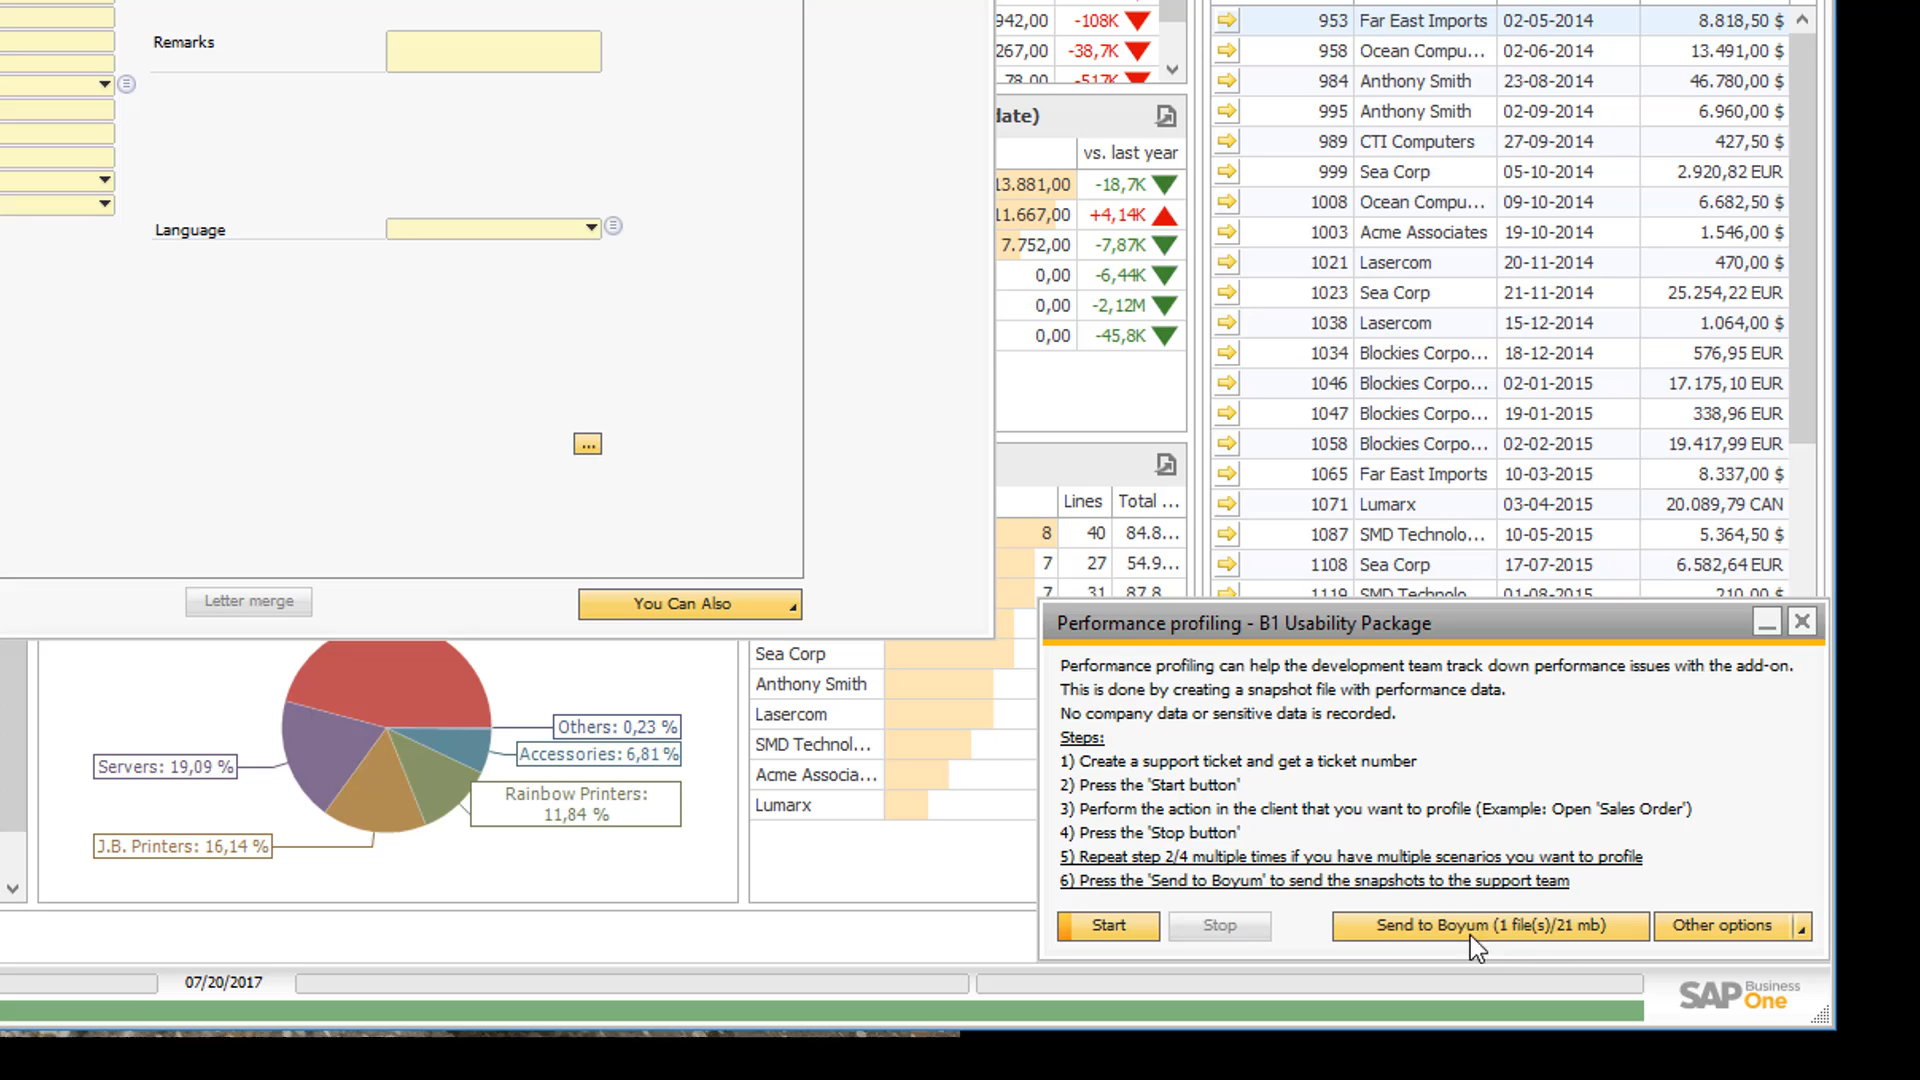 Remarks
Language
...
Letter merge
You Can Also
942,00 -108K
267,00 -38,7K
78,00 -517K
date)
vs. last year
13.881,00 -18,7K
11.667,00 +4,14K
7.752,00 -7,87K
0,00 -6,44K
0,00 -2,12M
0,00 -45,8K
Lines Total ...
8 40 84.8...
7 27 54.9...
7 31 87.8
Sea Corp
Anthony Smith
Lasercom
SMD Technol...
Acme Associa...
Lumarx
Others: 0,23 %
Accessories: 6,81 %
Rainbow Printers:
11,84 %
Servers: 19,09 %
J.B. Printers: 16,14 %
953 Far East Imports 02-05-2014 8.818,50 $
958 Ocean Compu... 02-06-2014 13.491,00 $
984 Anthony Smith 23-08-2014 46.780,00 $
995 Anthony Smith 02-09-2014 6.960,00 $
989 CTI Computers 27-09-2014 427,50 $
999 Sea Corp 05-10-2014 2.920,82 EUR
1008 Ocean Compu... 09-10-2014 6.682,50 $
1003 Acme Associates 19-10-2014 1.546,00 $
1021 Lasercom 20-11-2014 470,00 $
1023 Sea Corp 21-11-2014 25.254,22 EUR
1038 Lasercom 15-12-2014 1.064,00 $
1034 Blockies Corpo... 18-12-2014 576,95 EUR
1046 Blockies Corpo... 02-01-2015 17.175,10 EUR
1047 Blockies Corpo... 19-01-2015 338,96 EUR
1058 Blockies Corpo... 02-02-2015 19.417,99 EUR
1065 Far East Imports 10-03-2015 8.337,00 $
1071 Lumarx 03-04-2015 20.089,79 CAN
1087 SMD Technolo... 10-05-2015 5.364,50 $
1108 Sea Corp 17-07-2015 6.582,64 EUR
1119 SMD Technolo 01-08-2015 210,00 $
Performance profiling - B1 Usability Package
Performance profiling can help the development team track down performance issues with the add-on.
This is done by creating a snapshot file with performance data.
No company data or sensitive data is recorded.
Steps:
1) Create a support ticket and get a ticket number
2) Press the 'Start button'
3) Perform the action in the client that you want to profile (Example: Open 'Sales Order')
4) Press the 'Stop button'
5) Repeat step 2/4 multiple times if you have multiple scenarios you want to profile
6) Press the 'Send to Boyum' to send the snapshots to the support team
Start Stop Send to Boyum (1 file(s)/21 mb) Other options
07/20/2017
SAP Business One